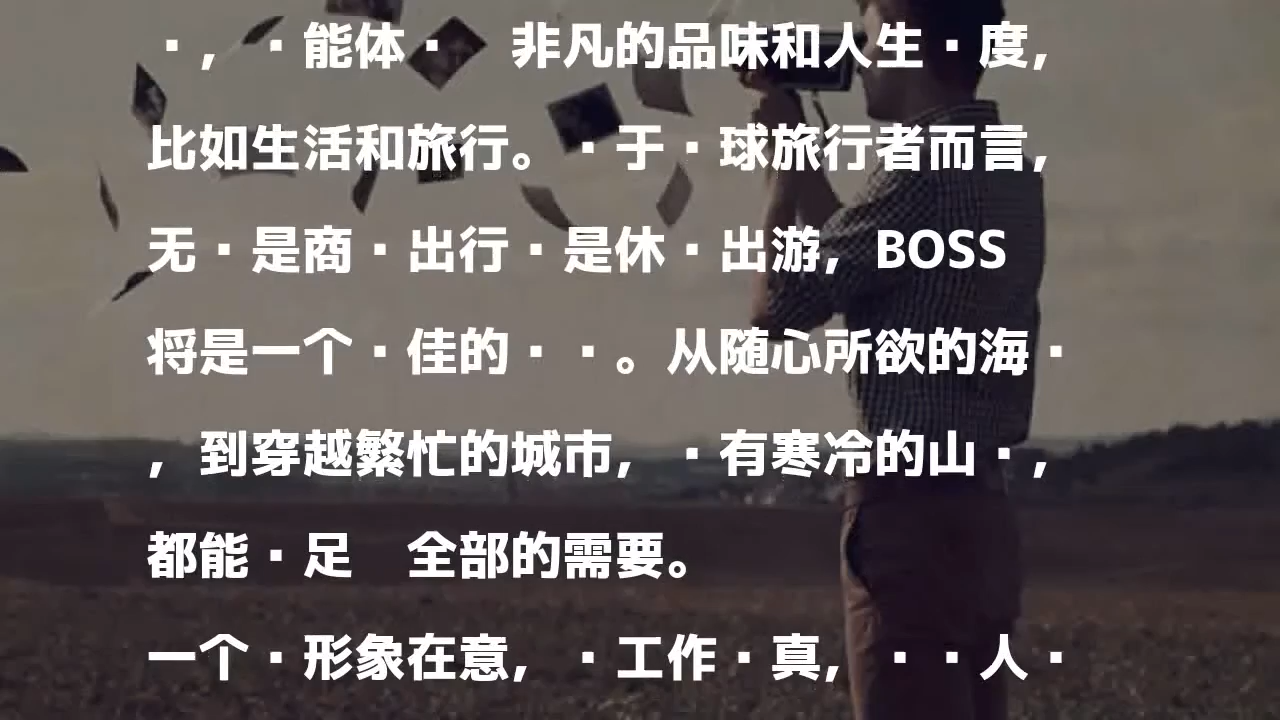 ▪，▪能体▪　非凡的品味和人生▪度，
比如生活和旅行。▪于▪球旅行者而言，
无▪是商▪出行▪是休▪出游，BOSS
将是一个▪佳的▪▪。从随心所欲的海▪
，到穿越繁忙的城市，▪有寒冷的山▪，
都能▪足　全部的需要。
一个▪形象在意，▪工作▪真，▪▪人▪